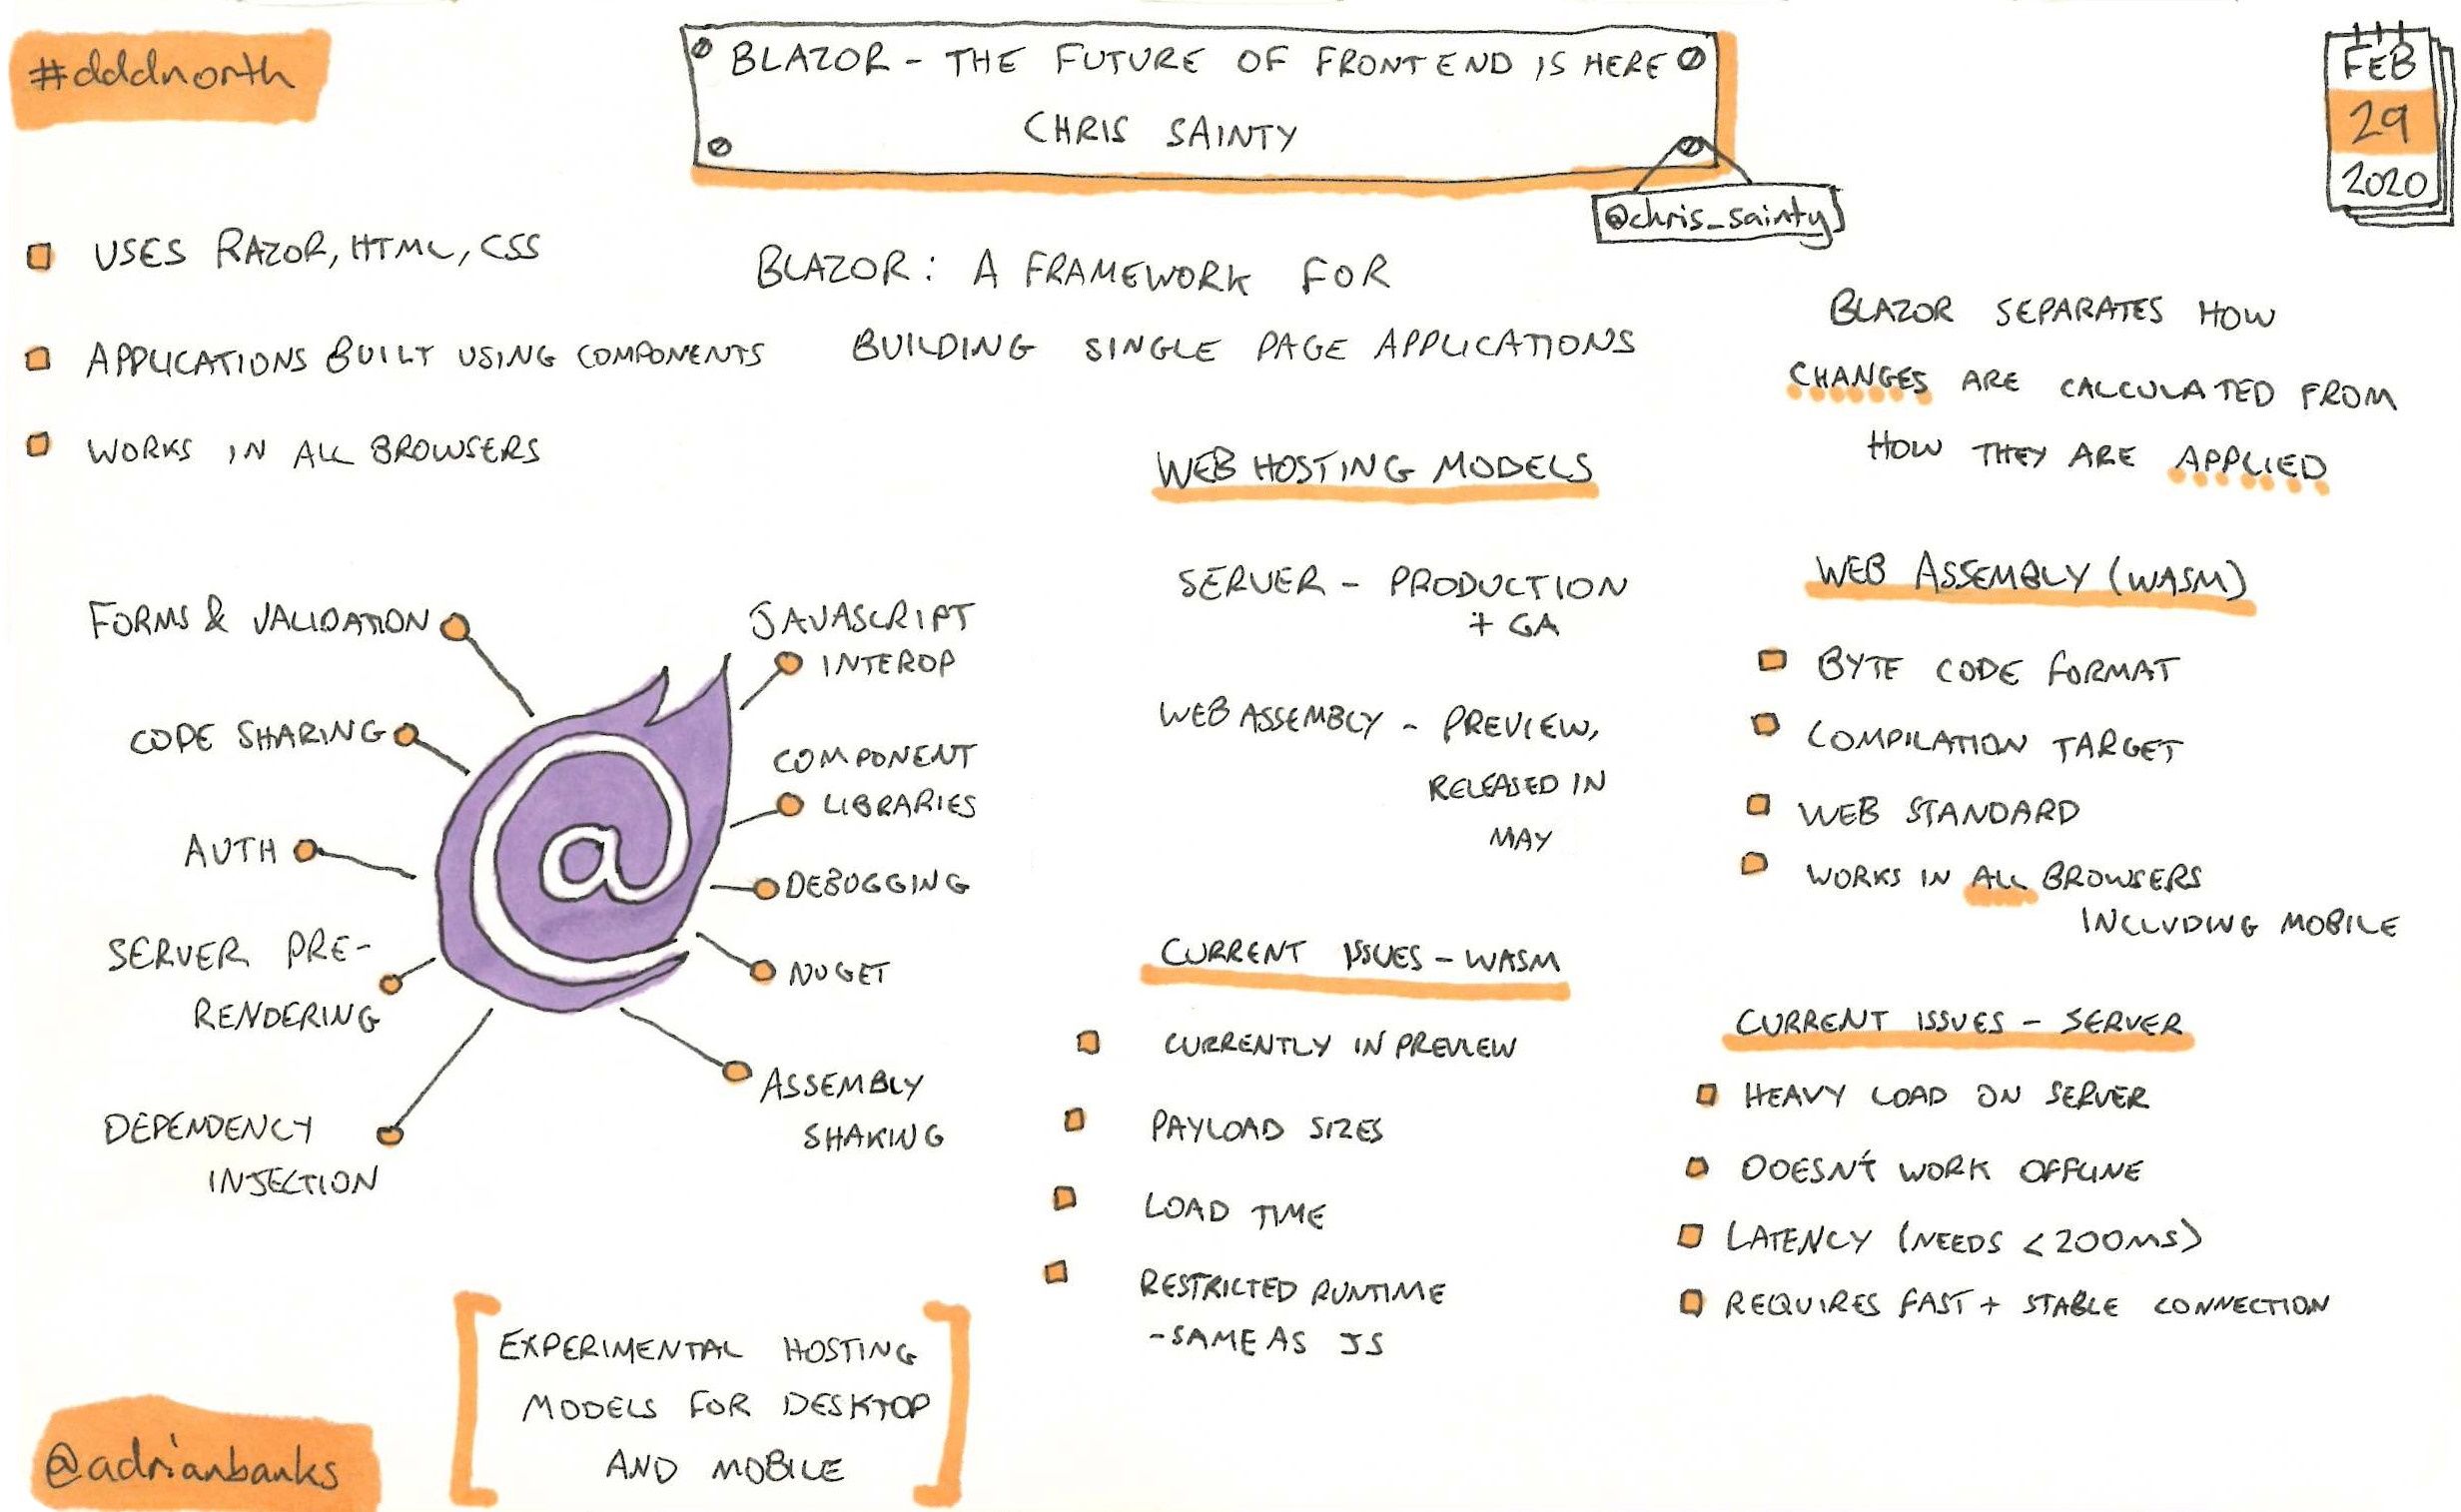 #dddnorth
BLAZOR - THE FUTURE OF FRONTEND IS HERE
CHRIS SAINTY
@chris_sainty
FEB
29
2020
USES RAZOR, HTML, CSS
APPLICATIONS BUILT USING COMPONENTS
WORKS IN ALL BROWSERS
BLAZOR: A FRAMEWORK FOR
BUILDING SINGLE PAGE APPLICATIONS
BLAZOR SEPARATES HOW
CHANGES ARE CALCULATED FROM
HOW THEY ARE APPLIED
FORMS & VALIDATION
CODE SHARING
AUTH
SERVER PRE-
RENDERING
DEPENDENCY
INJECTION
JAVASCRIPT
INTEROP
COMPONENT
LIBRARIES
DEBUGGING
NUGET
ASSEMBLY
SHAKING
@
WEB HOSTING MODELS
SERVER - PRODUCTION
+ GA
WEB ASSEMBLY - PREVIEW,
RELEASED IN
MAY
WEB ASSEMBLY (WASM)
BYTE CODE FORMAT
COMPILATION TARGET
WEB STANDARD
WORKS IN ALL BROWSERS
INCLUDING MOBILE
CURRENT ISSUES - WASM
CURRENTLY IN PREVIEW
PAYLOAD SIZES
LOAD TIME
RESTRICTED RUNTIME
- SAME AS JS
CURRENT ISSUES - SERVER
HEAVY LOAD ON SERVER
DOESN'T WORK OFFLINE
LATENCY (NEEDS <200MS)
REQUIRES FAST + STABLE CONNECTION
EXPERIMENTAL HOSTING
MODELS FOR DESKTOP
AND MOBILE
@adrianbanks